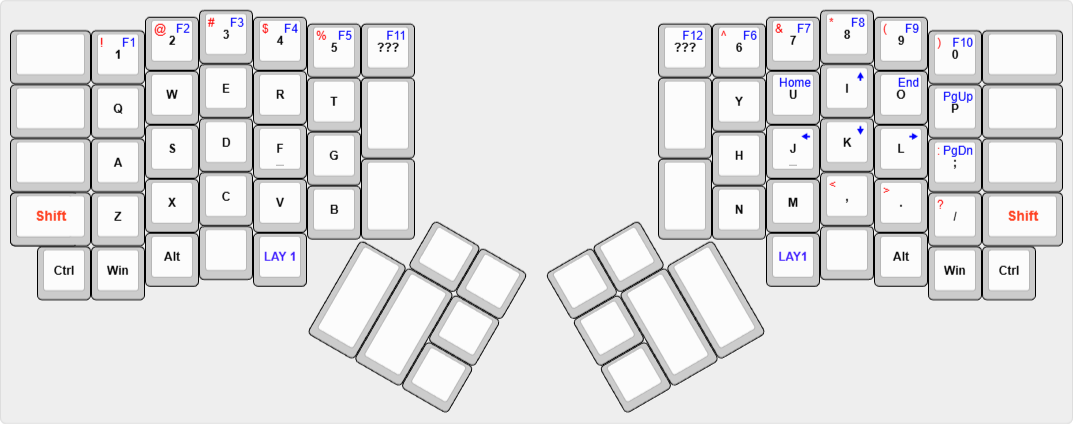 ! F1
1
@ F2
2
# F3
3
$ F4
4
% F5
5
F11
???
F12
???
^ F6
6
& F7
7
* F8
8
( F9
9
) F10
0
Q
W
E
R
T
Y
Home
U
I
End
O
PgUp
P
A
S
D
F
_
G
H
J
_
K
L
: PgDn
;
Shift
Z
X
C
V
B
N
M
<
,
>
.
?
/
Shift
Ctrl
Win
Alt
LAY 1
LAY1
Alt
Win
Ctrl